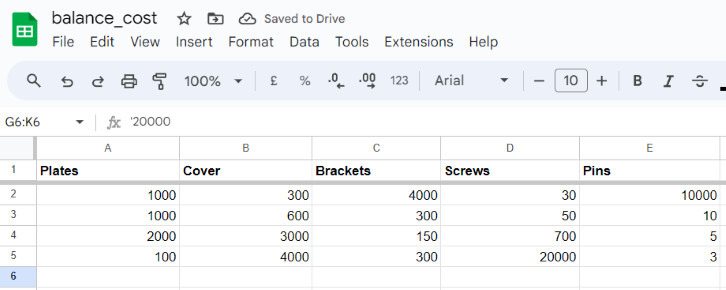 balance_cost Saved to Drive
File Edit View Insert Format Data Tools Extensions Help
100% £ % .0 .00 123 Arial − 10 + B I S
G6:K6 fx '20000
A B C D E
1 Plates Cover Brackets Screws Pins
2 1000 300 4000 30 10000
3 1000 600 300 50 10
4 2000 3000 150 700 5
5 100 4000 300 20000 3
6